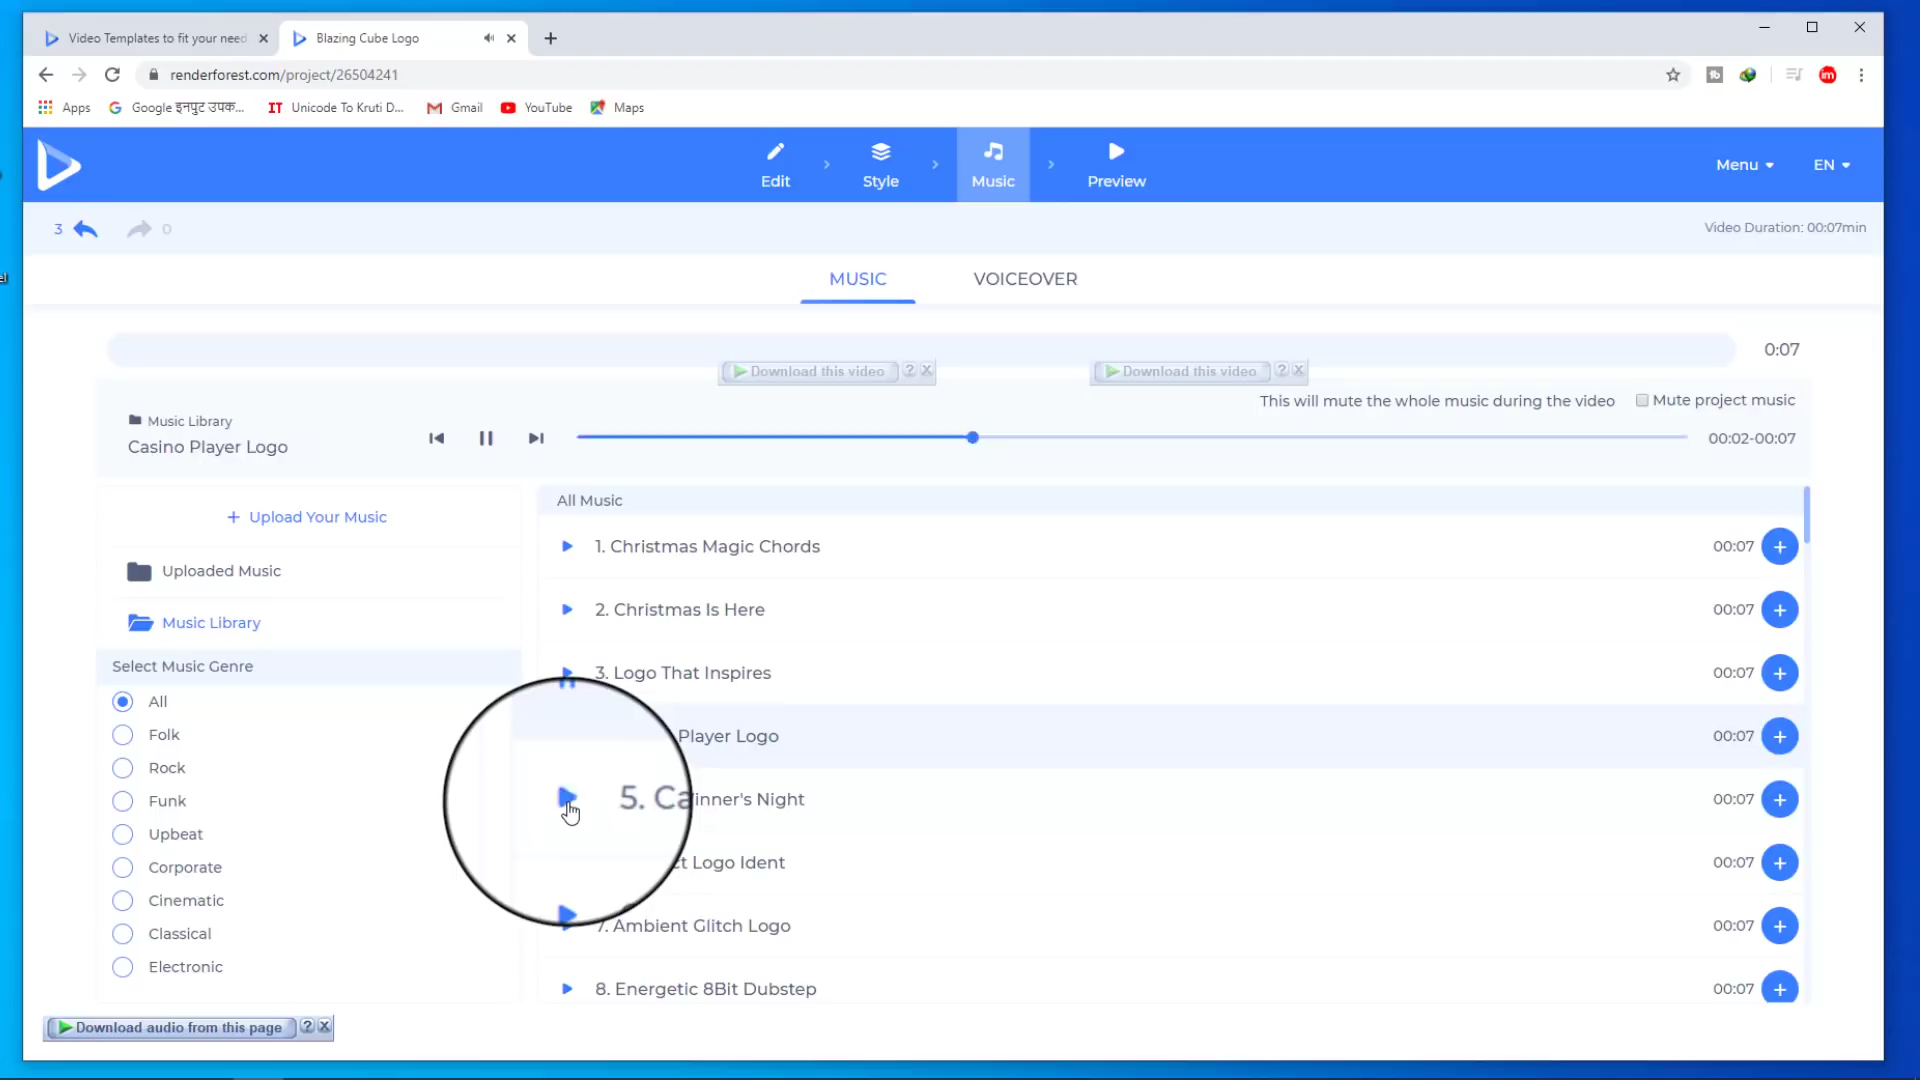 Video Templates to fit your need
Blazing Cube Logo
renderforest.com/project/26504241
Apps
Google इनपुट उपक...
IT Unicode To Kruti D...
Gmail
YouTube
Maps
Edit
Style
Music
Preview
Menu
EN
3
0
Video Duration: 00:07min
MUSIC
VOICEOVER
0:07
Download this video ? X
Download this video ? X
This will mute the whole music during the video
Mute project music
Music Library
Casino Player Logo
00:02-00:07
+ Upload Your Music
Uploaded Music
Music Library
Select Music Genre
All
Folk
Rock
Funk
Upbeat
Corporate
Cinematic
Classical
Electronic
All Music
1. Christmas Magic Chords 00:07
2. Christmas Is Here 00:07
3. Logo That Inspires 00:07
Player Logo 00:07
5. Ca inner's Night 00:07
Logo Ident 00:07
7. Ambient Glitch Logo 00:07
8. Energetic 8Bit Dubstep 00:07
Download audio from this page ? X